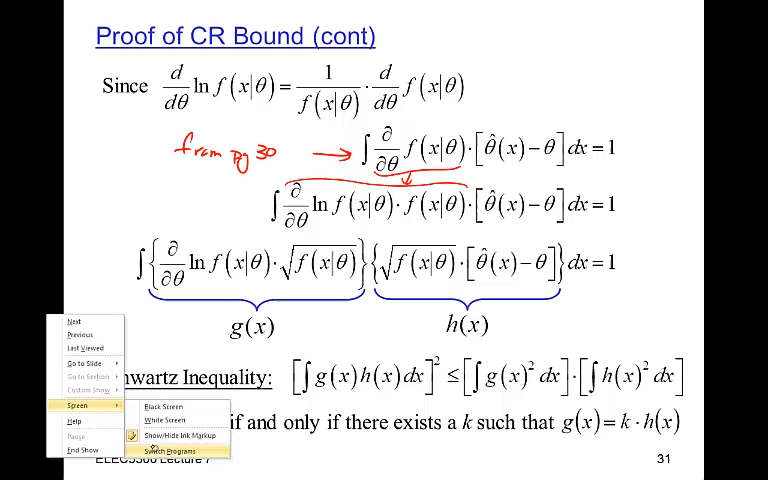 Proof of CR Bound (cont)
Since d/dθ ln f(x|θ) = 1/f(x|θ) · d/dθ f(x|θ)
from pg 30 → ∫ ∂/∂θ f(x|θ) · [θ̂(x) − θ] dx = 1
∫ ∂/∂θ ln f(x|θ) · f(x|θ) · [θ̂(x) − θ] dx = 1
∫ {∂/∂θ ln f(x|θ) · √f(x|θ)} {√f(x|θ) · [θ̂(x) − θ]} dx = 1
g(x) h(x)
Next
Previous
Last Viewed
Go to Slide
Go to Section
Custom Show
Screen
Help
Pause
End Show
Black Screen
White Screen
Show/Hide Ink Markup
Switch Programs
Inequality: [∫ g(x)h(x)dx]² ≤ [∫ g(x)² dx] · [∫ h(x)² dx]
if and only if there exists a k such that g(x) = k · h(x)
31